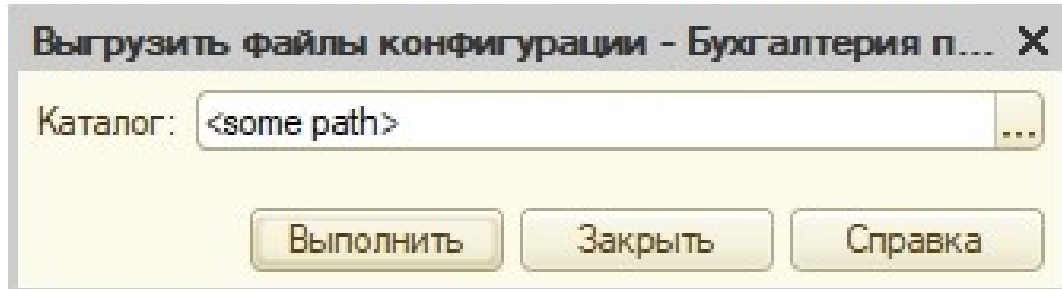 Выгрузить файлы конфигурации - Бухгалтерия п...
Каталог: <some path> ...
Выполнить Закрыть Справка